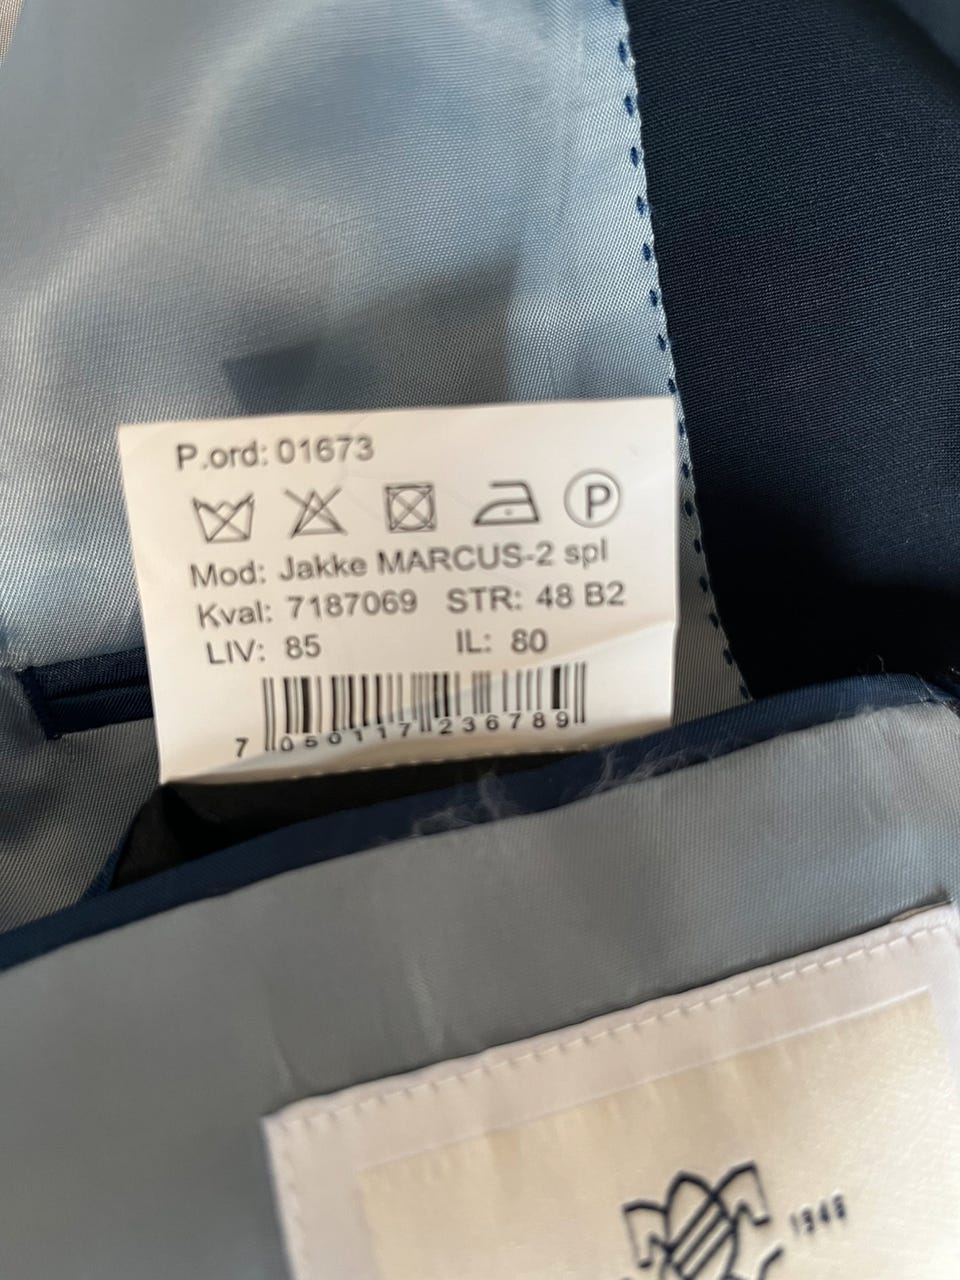 P.ord: 01673
P
Mod: Jakke MARCUS-2 spl
Kval: 7187069 STR: 48 B2
LIV: 85 IL: 80
7 050117 236789
1948